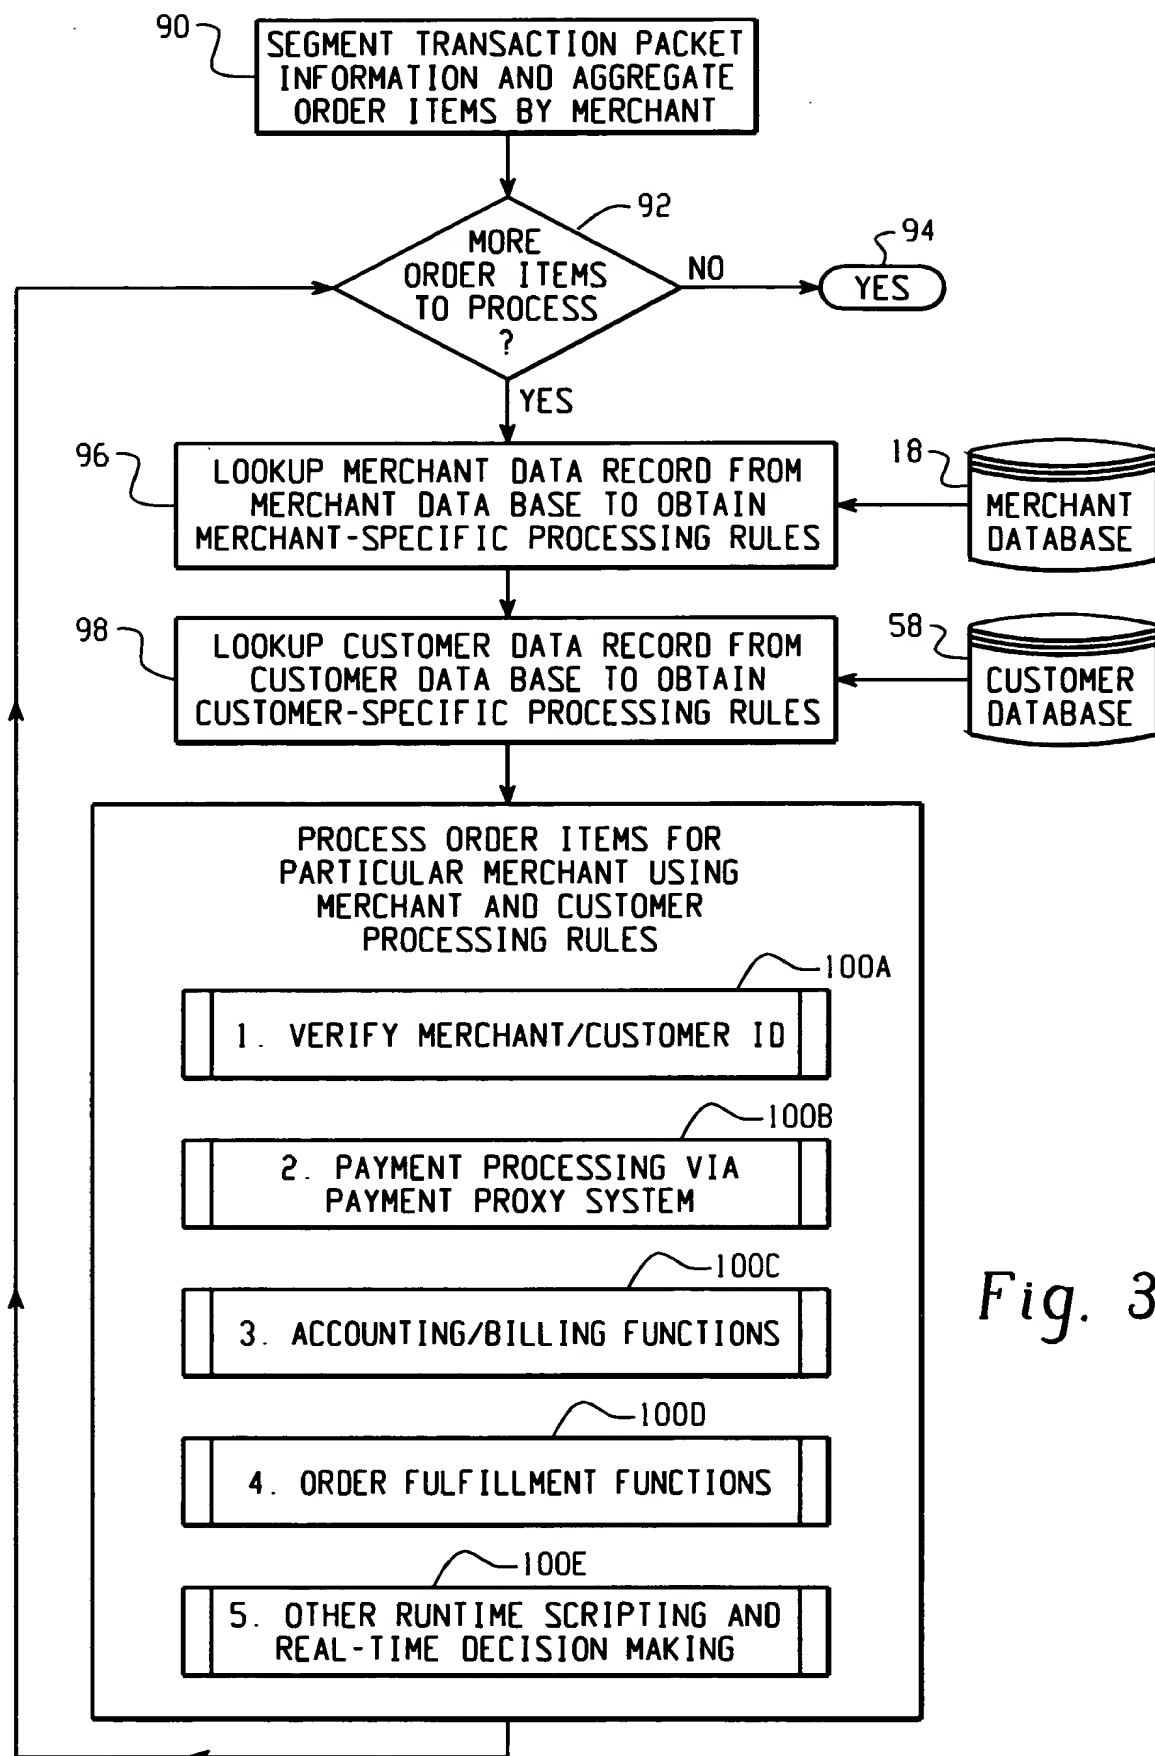 90
SEGMENT TRANSACTION PACKET
INFORMATION AND AGGREGATE
ORDER ITEMS BY MERCHANT
92
MORE
ORDER ITEMS
TO PROCESS
?
NO
94
YES
YES
96
LOOKUP MERCHANT DATA RECORD FROM
MERCHANT DATA BASE TO OBTAIN
MERCHANT-SPECIFIC PROCESSING RULES
18
MERCHANT
DATABASE
98
LOOKUP CUSTOMER DATA RECORD FROM
CUSTOMER DATA BASE TO OBTAIN
CUSTOMER-SPECIFIC PROCESSING RULES
58
CUSTOMER
DATABASE
PROCESS ORDER ITEMS FOR
PARTICULAR MERCHANT USING
MERCHANT AND CUSTOMER
PROCESSING RULES
100A
1. VERIFY MERCHANT/CUSTOMER ID
100B
2. PAYMENT PROCESSING VIA
PAYMENT PROXY SYSTEM
100C
3. ACCOUNTING/BILLING FUNCTIONS
100D
4. ORDER FULFILLMENT FUNCTIONS
100E
5. OTHER RUNTIME SCRIPTING AND
REAL-TIME DECISION MAKING
Fig. 3